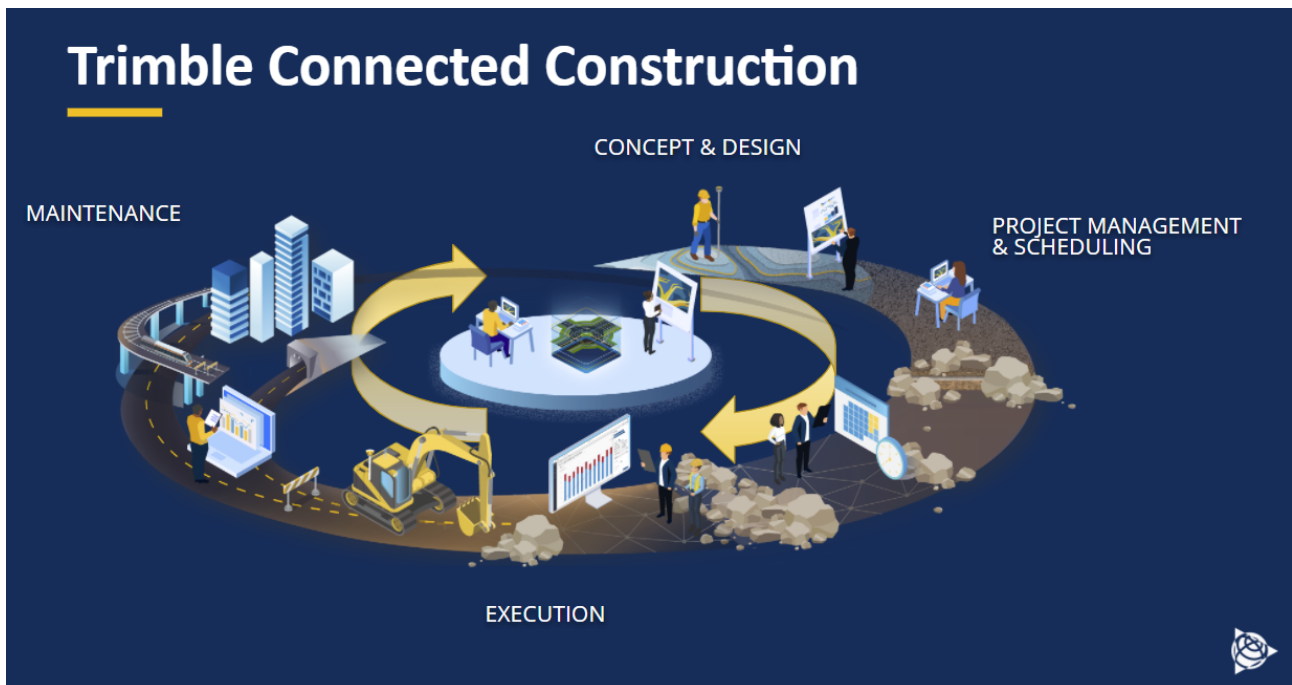 Trimble Connected Construction
CONCEPT & DESIGN
MAINTENANCE
PROJECT MANAGEMENT
& SCHEDULING
EXECUTION